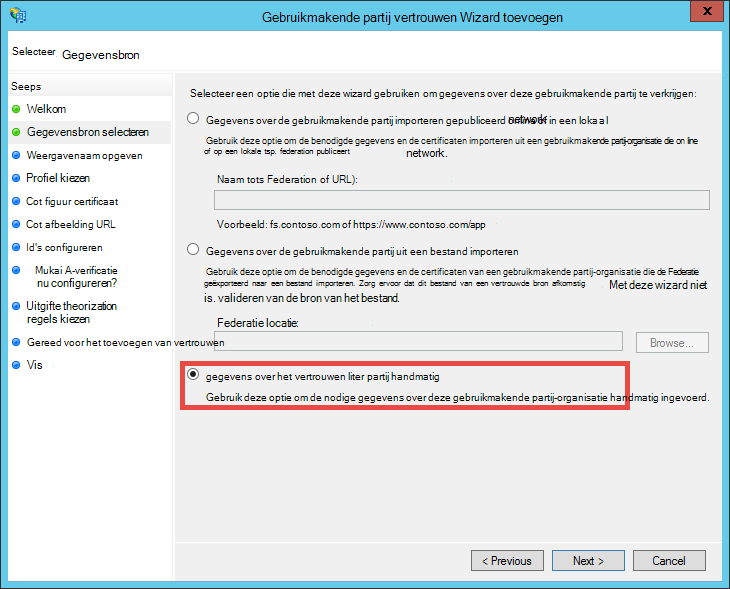 Gebruikmakende partij vertrouwen Wizard toevoegen
X
Selecteer Gegevensbron
Seeps
Welkom
Gegevensbron selecteren
Weergavenaam opgeven
Profiel kiezen
Cot figuur certificaat
Cot afbeelding URL
Id's configureren
Mukai A-verificatie
nu configureren?
Uitgifte theorization
regels kiezen
Gereed voor het toevoegen van vertrouwen
Vis
Selecteer een optie die met deze wizard gebruiken om gegevens over deze gebruikmakende partij te verkrijgen:
Gegevens over de gebruikmakende partij importeren gepubliceerd online of in een lokaal network
Gebruik deze optie om de benodigde gegevens en de certificaten importeren uit een gebruikmakende partij-organisatie die on line
of op een lokale tsp. federation publiceert network.
Naam tots Federation of URL):
Voorbeeld: fs.contoso.com of https://www.contoso.com/app
Gegevens over de gebruikmakende partij uit een bestand importeren
Gebruik deze optie om de benodigde gegevens en de certificaten van een gebruikmakende partij-organisatie die de Federatie
geëxporteerd naar een bestand importeren. Zorg ervoor dat dit bestand van een vertrouwde bron afkomstig Met deze wizard niet
is. valideren van de bron van het bestand.
Federatie locatie:
Browse...
gegevens over het vertrouwen liter partij handmatig
Gebruik deze optie om de nodige gegevens over deze gebruikmakende partij-organisatie handmatig ingevoerd.
< Previous
Next >
Cancel